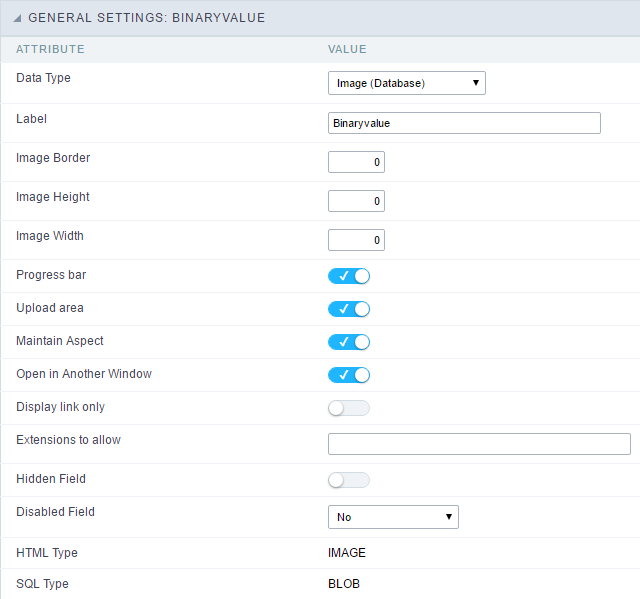 GENERAL SETTINGS: BINARYVALUE
ATTRIBUTE VALUE
Data Type Image (Database)
Label Binaryvalue
Image Border 0
Image Height 0
Image Width 0
Progress bar
Upload area
Maintain Aspect
Open in Another Window
Display link only
Extensions to allow
Hidden Field
Disabled Field No
HTML Type IMAGE
SQL Type BLOB